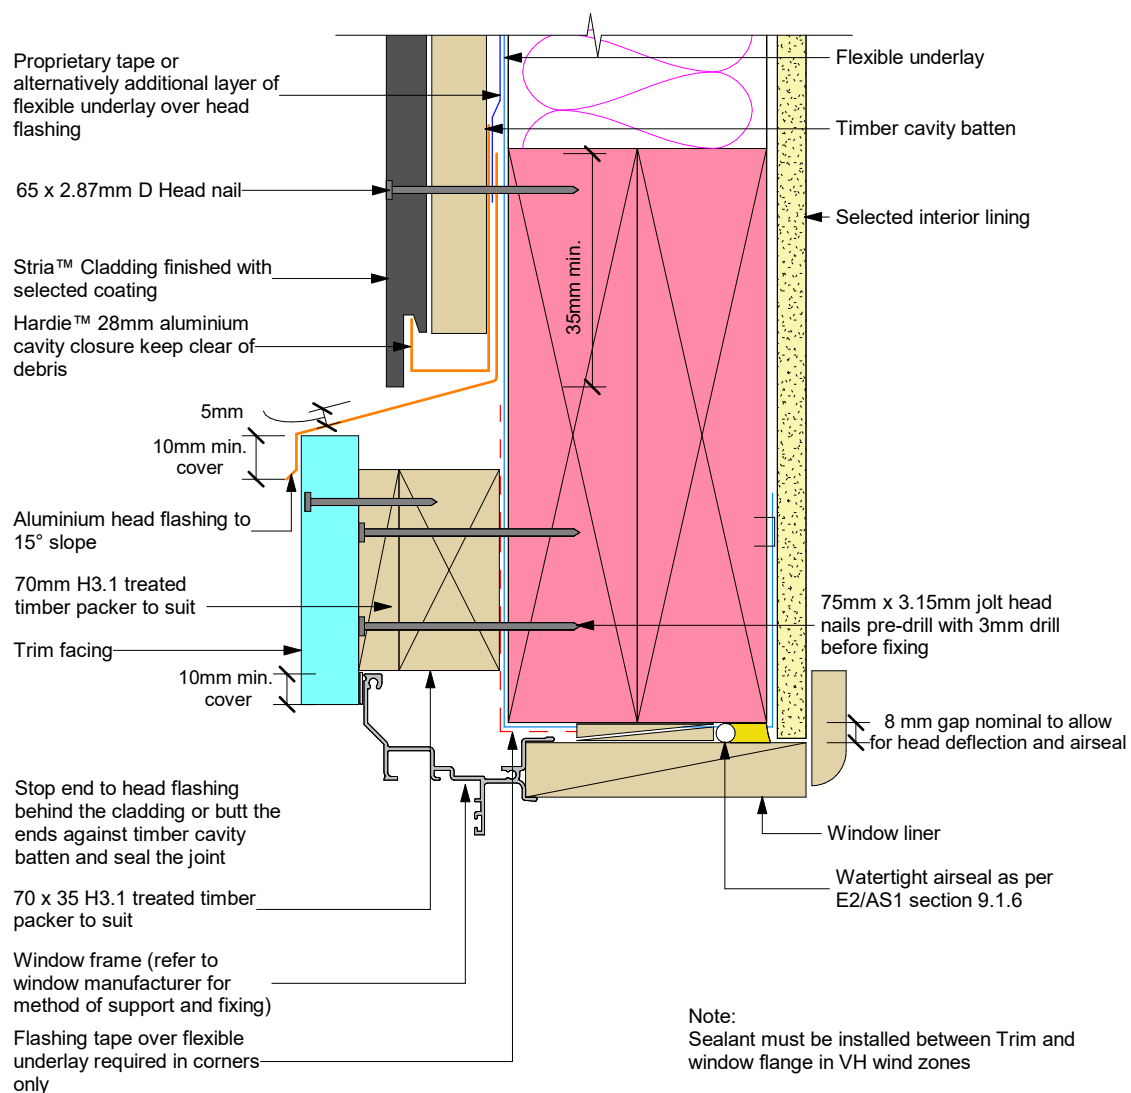 Proprietary tape or
alternatively additional layer of
flexible underlay over head
flashing
Flexible underlay
Timber cavity batten
65 x 2.87mm D Head nail
Selected interior lining
35mm min.
Stria™ Cladding finished with
selected coating
Hardie™ 28mm aluminium
cavity closure keep clear of
debris
5mm
10mm min.
cover
Aluminium head flashing to
15° slope
70mm H3.1 treated
timber packer to suit
75mm x 3.15mm jolt head
nails pre-drill with 3mm drill
before fixing
Trim facing
10mm min.
cover
8 mm gap nominal to allow
for head deflection and airseal
Stop end to head flashing
behind the cladding or butt the
ends against timber cavity
batten and seal the joint
Window liner
Watertight airseal as per
E2/AS1 section 9.1.6
70 x 35 H3.1 treated timber
packer to suit
Window frame (refer to
window manufacturer for
method of support and fixing)
Flashing tape over flexible
underlay required in corners
only
Note:
Sealant must be installed between Trim and
window flange in VH wind zones